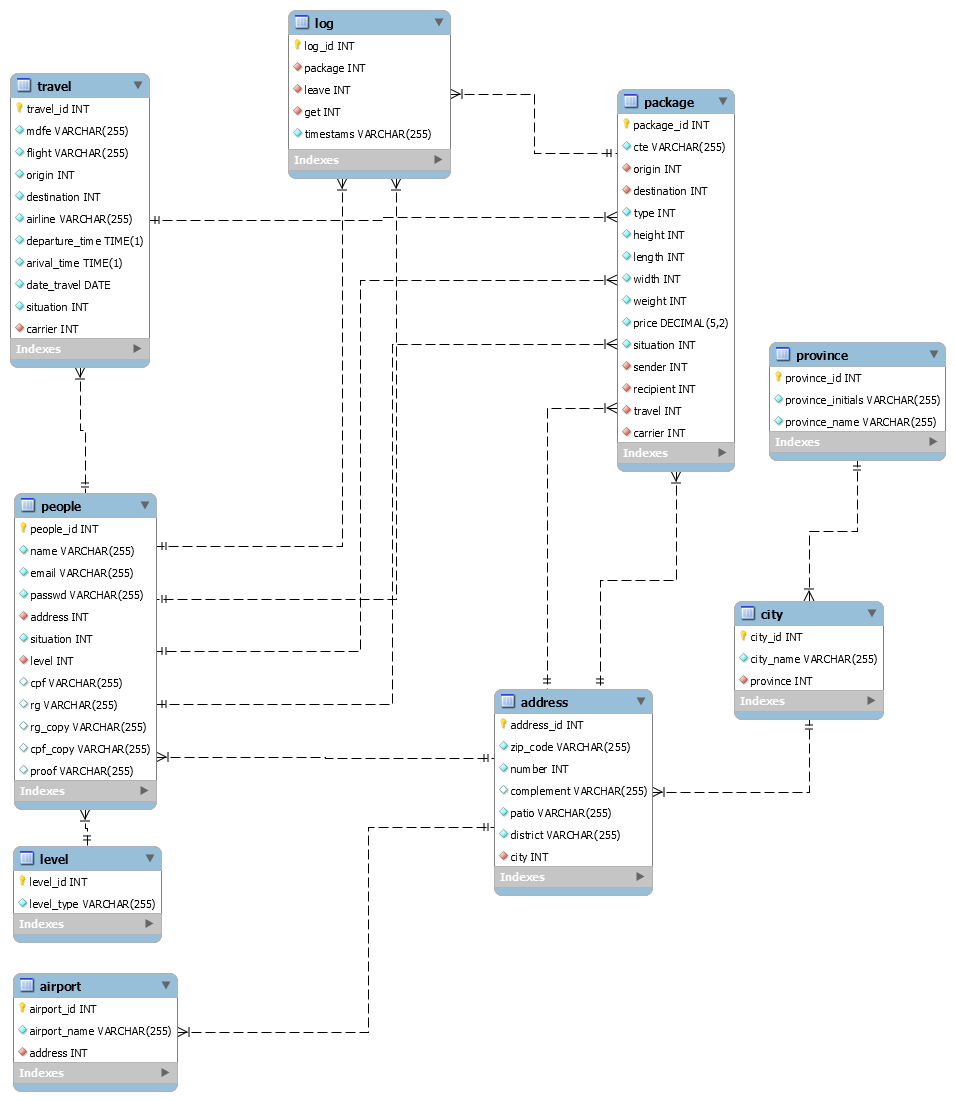 log
log_id INT
package INT
leave INT
get INT
timestams VARCHAR(255)
Indexes
travel
travel_id INT
mdfe VARCHAR(255)
flight VARCHAR(255)
origin INT
destination INT
airline VARCHAR(255)
departure_time TIME(1)
arival_time TIME(1)
date_travel DATE
situation INT
carrier INT
Indexes
package
package_id INT
cte VARCHAR(255)
origin INT
destination INT
type INT
height INT
length INT
width INT
weight INT
price DECIMAL(5,2)
situation INT
sender INT
recipient INT
travel INT
carrier INT
Indexes
province
province_id INT
province_initials VARCHAR(255)
province_name VARCHAR(255)
Indexes
people
people_id INT
name VARCHAR(255)
email VARCHAR(255)
passwd VARCHAR(255)
address INT
situation INT
level INT
cpf VARCHAR(255)
rg VARCHAR(255)
rg_copy VARCHAR(255)
cpf_copy VARCHAR(255)
proof VARCHAR(255)
Indexes
city
city_id INT
city_name VARCHAR(255)
province INT
Indexes
address
address_id INT
zip_code VARCHAR(255)
number INT
complement VARCHAR(255)
patio VARCHAR(255)
district VARCHAR(255)
city INT
Indexes
level
level_id INT
level_type VARCHAR(255)
Indexes
airport
airport_id INT
airport_name VARCHAR(255)
address INT
Indexes